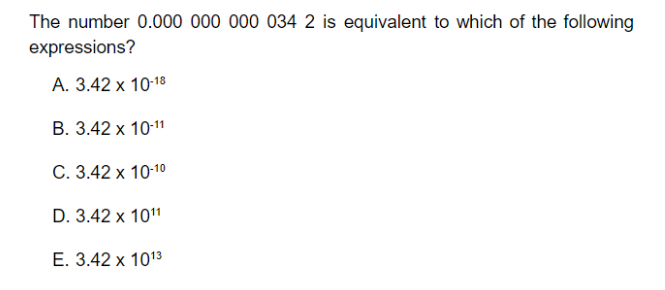 The number 0.000 000 000 034 2 is equivalent to which of the following
expressions?
A. 3.42 x 10⁻¹⁸
B. 3.42 x 10⁻¹¹
C. 3.42 x 10⁻¹⁰
D. 3.42 x 10¹¹
E. 3.42 x 10¹³